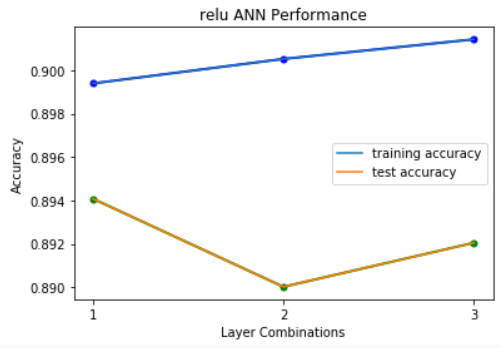 relu ANN Performance
0.900
0.898
0.896
0.894
0.892
0.890
Accuracy
training accuracy
test accuracy
1 2 3
Layer Combinations